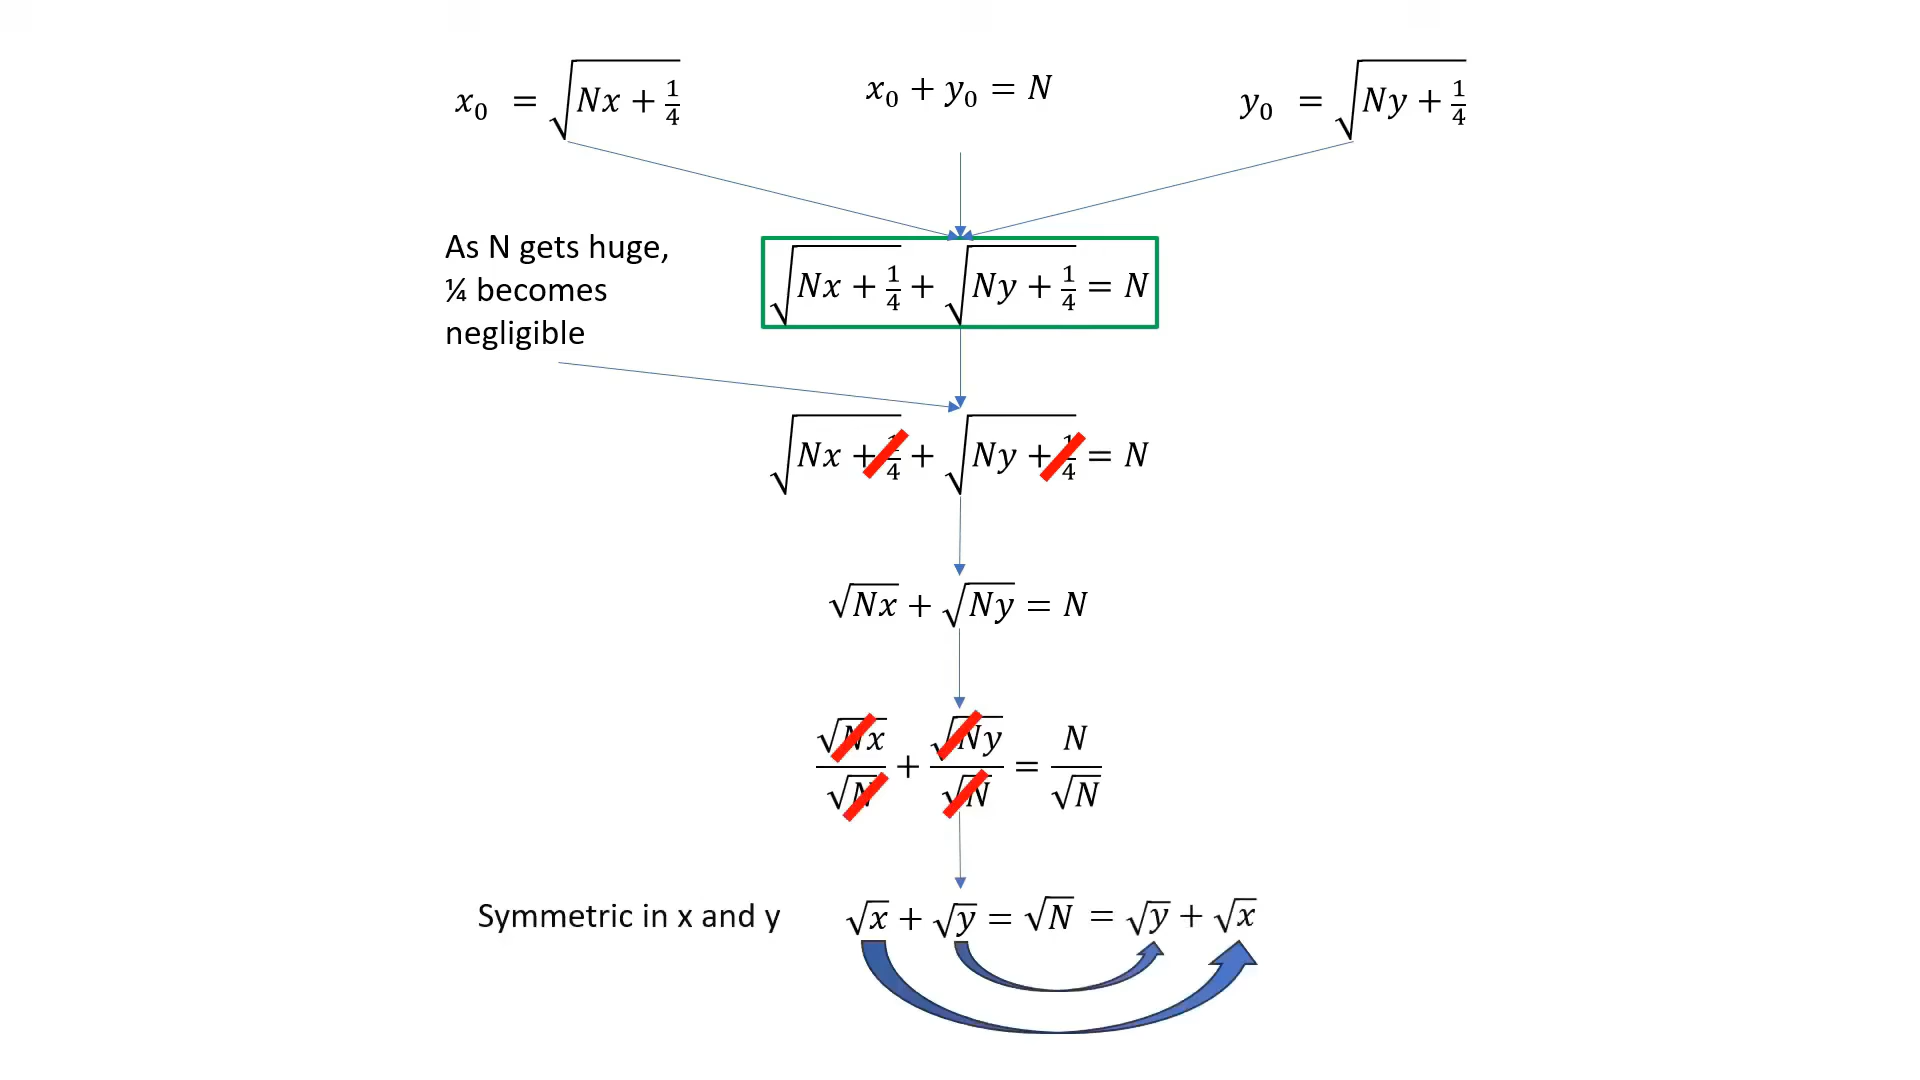 x₀ = √(Nx + 1/4)
x₀ + y₀ = N
y₀ = √(Ny + 1/4)
As N gets huge,
¼ becomes
negligible
√(Nx + 1/4) + √(Ny + 1/4) = N
√(Nx + 1/4) + √(Ny + 1/4) = N
√(Nx) + √(Ny) = N
√(Nx)/√N + √(Ny)/√N = N/√N
Symmetric in x and y
√x + √y = √N = √y + √x